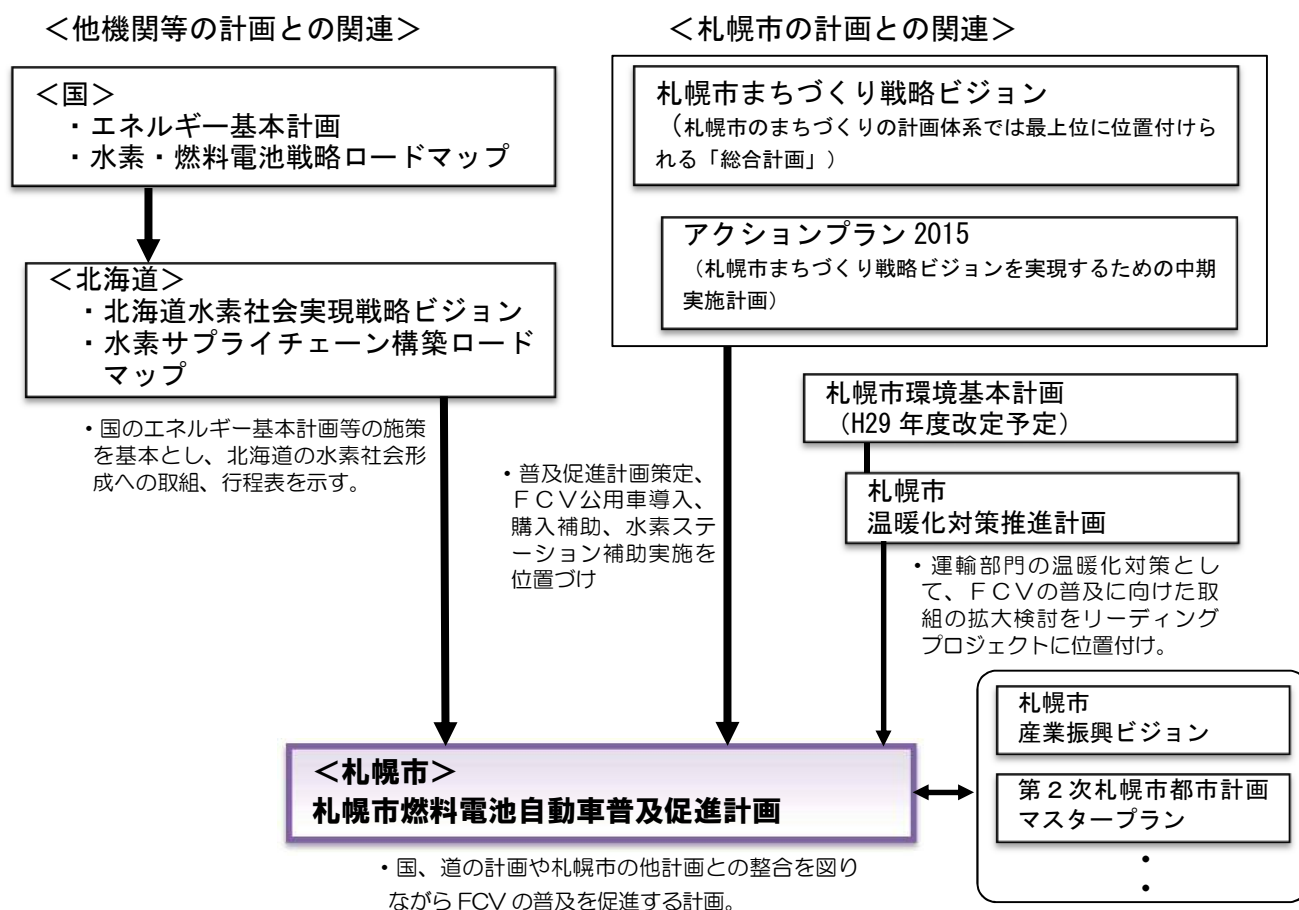 ＜他機関等の計画との関連＞
＜国＞
・エネルギー基本計画
・水素・燃料電池戦略ロードマップ
＜北海道＞
・北海道水素社会実現戦略ビジョン
・水素サプライチェーン構築ロード
マップ
・国のエネルギー基本計画等の施策
を基本とし、北海道の水素社会形
成への取組、行程表を示す。
＜札幌市の計画との関連＞
札幌市まちづくり戦略ビジョン
（札幌市のまちづくりの計画体系では最上位に位置付けら
れる「総合計画」）
アクションプラン 2015
（札幌市まちづくり戦略ビジョンを実現するための中期
実施計画）
・普及促進計画策定、
ＦＣＶ公用車導入、
購入補助、水素ステ
ーション補助実施を
位置づけ
札幌市環境基本計画
（H29 年度改定予定）
札幌市
温暖化対策推進計画
・運輸部門の温暖化対策とし
て、ＦＣＶの普及に向けた取
組の拡大検討をリーディング
プロジェクトに位置付け。
＜札幌市＞
札幌市燃料電池自動車普及促進計画
・国、道の計画や札幌市の他計画との整合を図り
ながら FCV の普及を促進する計画。
札幌市
産業振興ビジョン
第２次札幌市都市計画
マスタープラン
・
・